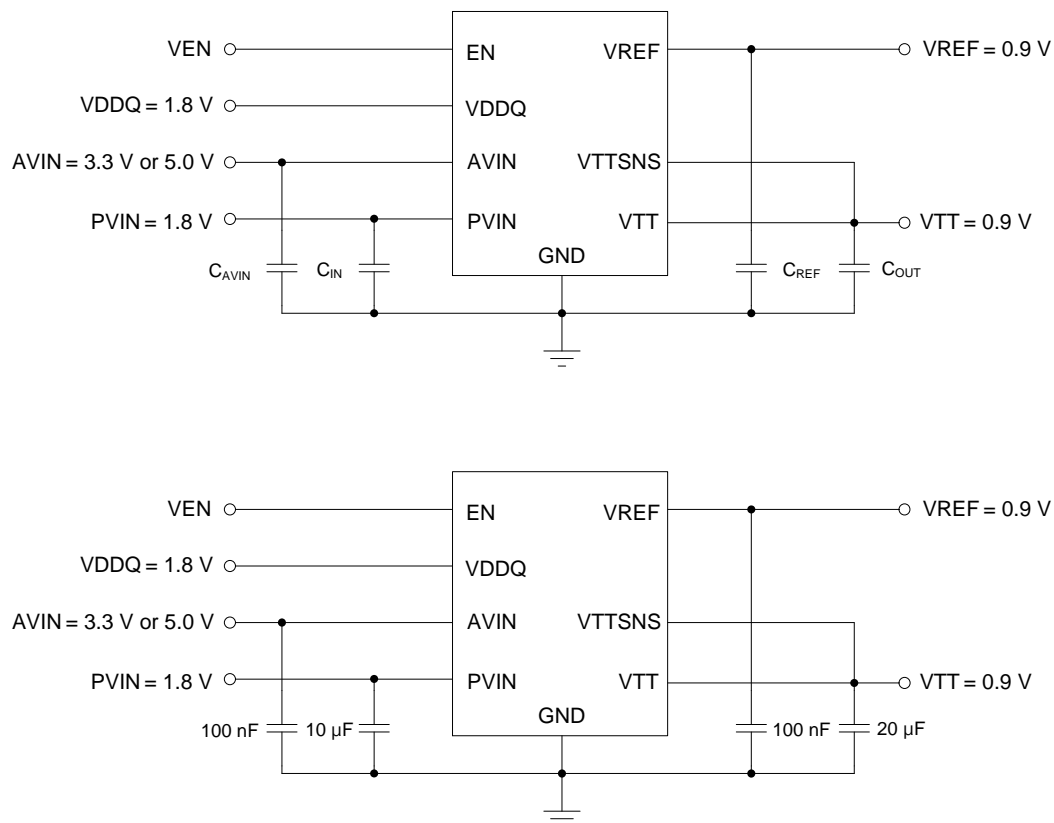 VEN EN VREF VREF = 0.9 V
VDDQ = 1.8 V VDDQ
AVIN = 3.3 V or 5.0 V AVIN VTTSNS
PVIN = 1.8 V PVIN VTT VTT = 0.9 V
GND
CAVIN CIN CREF COUT
VEN EN VREF VREF = 0.9 V
VDDQ = 1.8 V VDDQ
AVIN = 3.3 V or 5.0 V AVIN VTTSNS
PVIN = 1.8 V PVIN VTT VTT = 0.9 V
GND
100 nF 10 µF 100 nF 20 µF